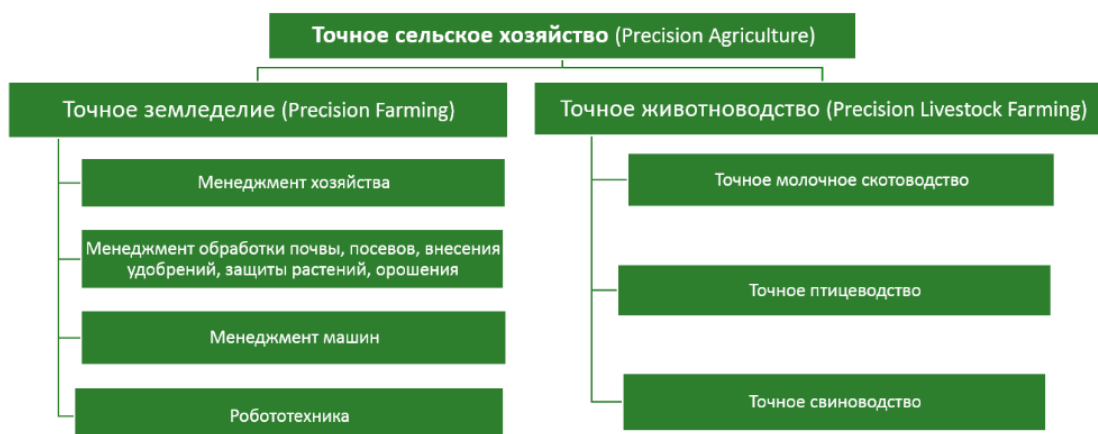 Точное сельское хозяйство (Precision Agriculture)
Точное земледелие (Precision Farming)
Менеджмент хозяйства
Менеджмент обработки почвы, посевов, внесения
удобрений, защиты растений, орошения
Менеджмент машин
Робототехника
Точное животноводство (Precision Livestock Farming)
Точное молочное скотоводство
Точное птицеводство
Точное свиноводство